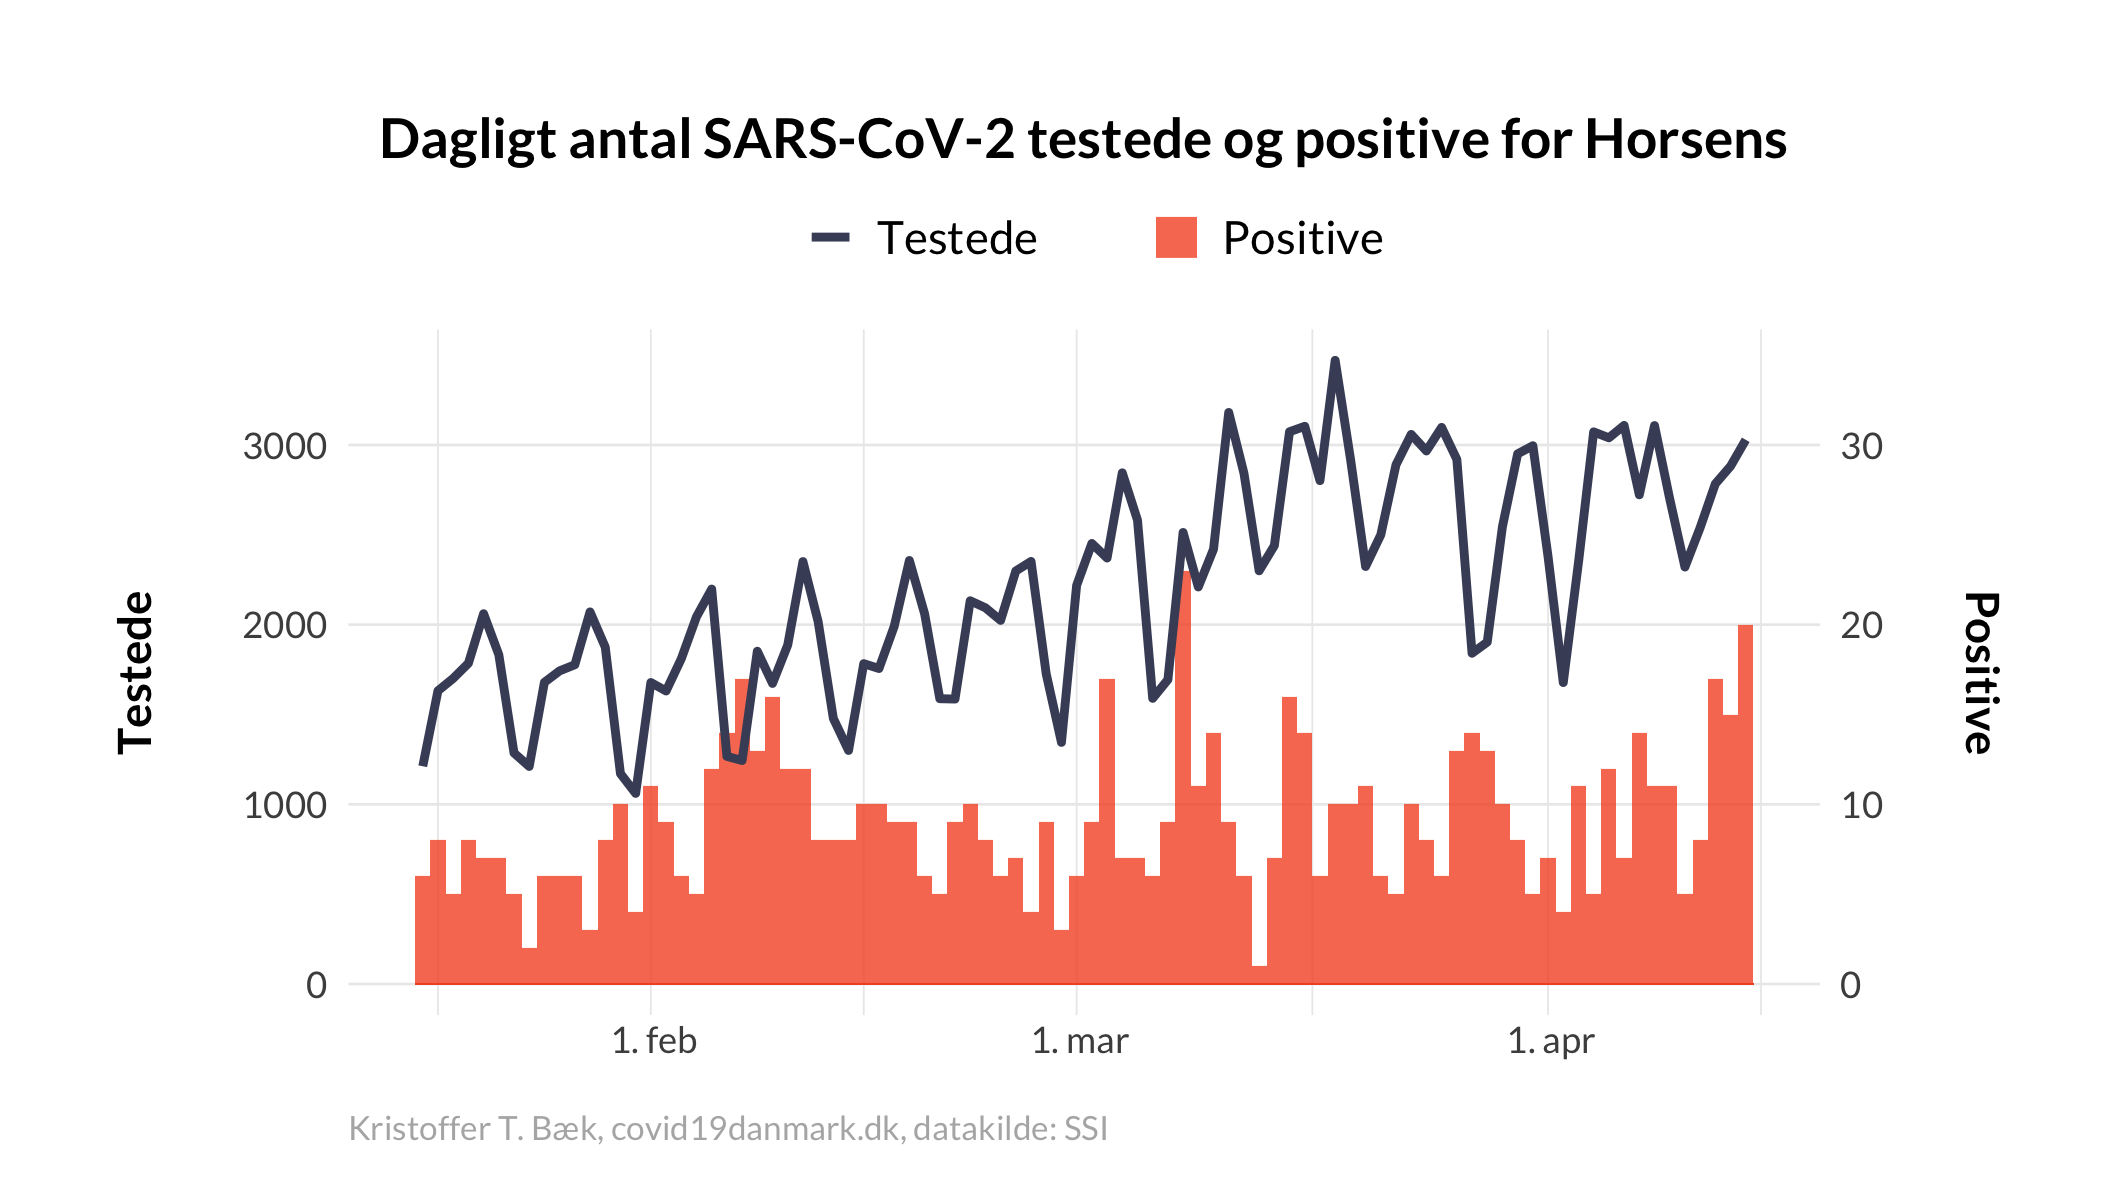 Dagligt antal SARS-CoV-2 testede og positive for Horsens
Testede
Positive
Testede
3000
2000
1000
0
30
20
10
0
Positive
1. feb
1. mar
1. apr
Kristoffer T. Bæk, covid19danmark.dk, datakilde: SSI